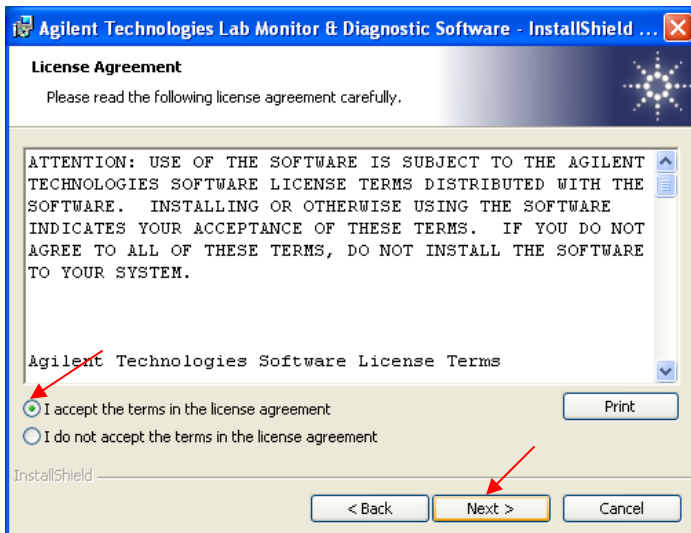 Agilent Technologies Lab Monitor & Diagnostic Software - InstallShield ...
License Agreement
Please read the following license agreement carefully.
ATTENTION: USE OF THE SOFTWARE IS SUBJECT TO THE AGILENT
TECHNOLOGIES SOFTWARE LICENSE TERMS DISTRIBUTED WITH THE
SOFTWARE. INSTALLING OR OTHERWISE USING THE SOFTWARE
INDICATES YOUR ACCEPTANCE OF THESE TERMS. IF YOU DO NOT
AGREE TO ALL OF THESE TERMS, DO NOT INSTALL THE SOFTWARE
TO YOUR SYSTEM.
Agilent Technologies Software License Terms
I accept the terms in the license agreement
Print
I do not accept the terms in the license agreement
InstallShield
< Back Next > Cancel